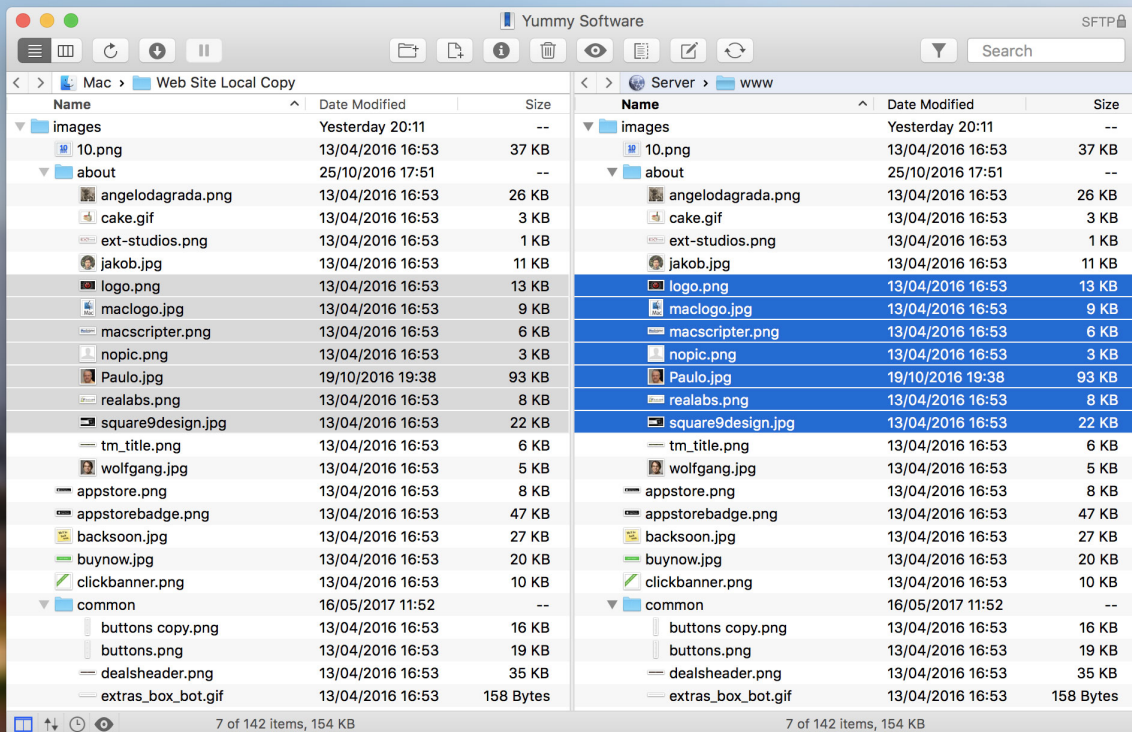 Yummy Software
SFTP
Search
Mac › Web Site Local Copy
Server › www
Name Date Modified Size
Name Date Modified Size
images Yesterday 20:11 --
images Yesterday 20:11 --
10.png 13/04/2016 16:53 37 KB
10.png 13/04/2016 16:53 37 KB
about 25/10/2016 17:51 --
about 25/10/2016 17:51 --
angelodagrada.png 13/04/2016 16:53 26 KB
angelodagrada.png 13/04/2016 16:53 26 KB
cake.gif 13/04/2016 16:53 3 KB
cake.gif 13/04/2016 16:53 3 KB
ext-studios.png 13/04/2016 16:53 1 KB
ext-studios.png 13/04/2016 16:53 1 KB
jakob.jpg 13/04/2016 16:53 11 KB
jakob.jpg 13/04/2016 16:53 11 KB
logo.png 13/04/2016 16:53 13 KB
logo.png 13/04/2016 16:53 13 KB
maclogo.jpg 13/04/2016 16:53 9 KB
maclogo.jpg 13/04/2016 16:53 9 KB
macscripter.png 13/04/2016 16:53 6 KB
macscripter.png 13/04/2016 16:53 6 KB
nopic.png 13/04/2016 16:53 3 KB
nopic.png 13/04/2016 16:53 3 KB
Paulo.jpg 19/10/2016 19:38 93 KB
Paulo.jpg 19/10/2016 19:38 93 KB
realabs.png 13/04/2016 16:53 8 KB
realabs.png 13/04/2016 16:53 8 KB
square9design.jpg 13/04/2016 16:53 22 KB
square9design.jpg 13/04/2016 16:53 22 KB
tm_title.png 13/04/2016 16:53 6 KB
tm_title.png 13/04/2016 16:53 6 KB
wolfgang.jpg 13/04/2016 16:53 5 KB
wolfgang.jpg 13/04/2016 16:53 5 KB
appstore.png 13/04/2016 16:53 8 KB
appstore.png 13/04/2016 16:53 8 KB
appstorebadge.png 13/04/2016 16:53 47 KB
appstorebadge.png 13/04/2016 16:53 47 KB
backsoon.jpg 13/04/2016 16:53 27 KB
backsoon.jpg 13/04/2016 16:53 27 KB
buynow.jpg 13/04/2016 16:53 20 KB
buynow.jpg 13/04/2016 16:53 20 KB
clickbanner.png 13/04/2016 16:53 10 KB
clickbanner.png 13/04/2016 16:53 10 KB
common 16/05/2017 11:52 --
common 16/05/2017 11:52 --
buttons copy.png 13/04/2016 16:53 16 KB
buttons copy.png 13/04/2016 16:53 16 KB
buttons.png 13/04/2016 16:53 19 KB
buttons.png 13/04/2016 16:53 19 KB
dealsheader.png 13/04/2016 16:53 35 KB
dealsheader.png 13/04/2016 16:53 35 KB
extras_box_bot.gif 13/04/2016 16:53 158 Bytes
extras_box_bot.gif 13/04/2016 16:53 158 Bytes
7 of 142 items, 154 KB
7 of 142 items, 154 KB